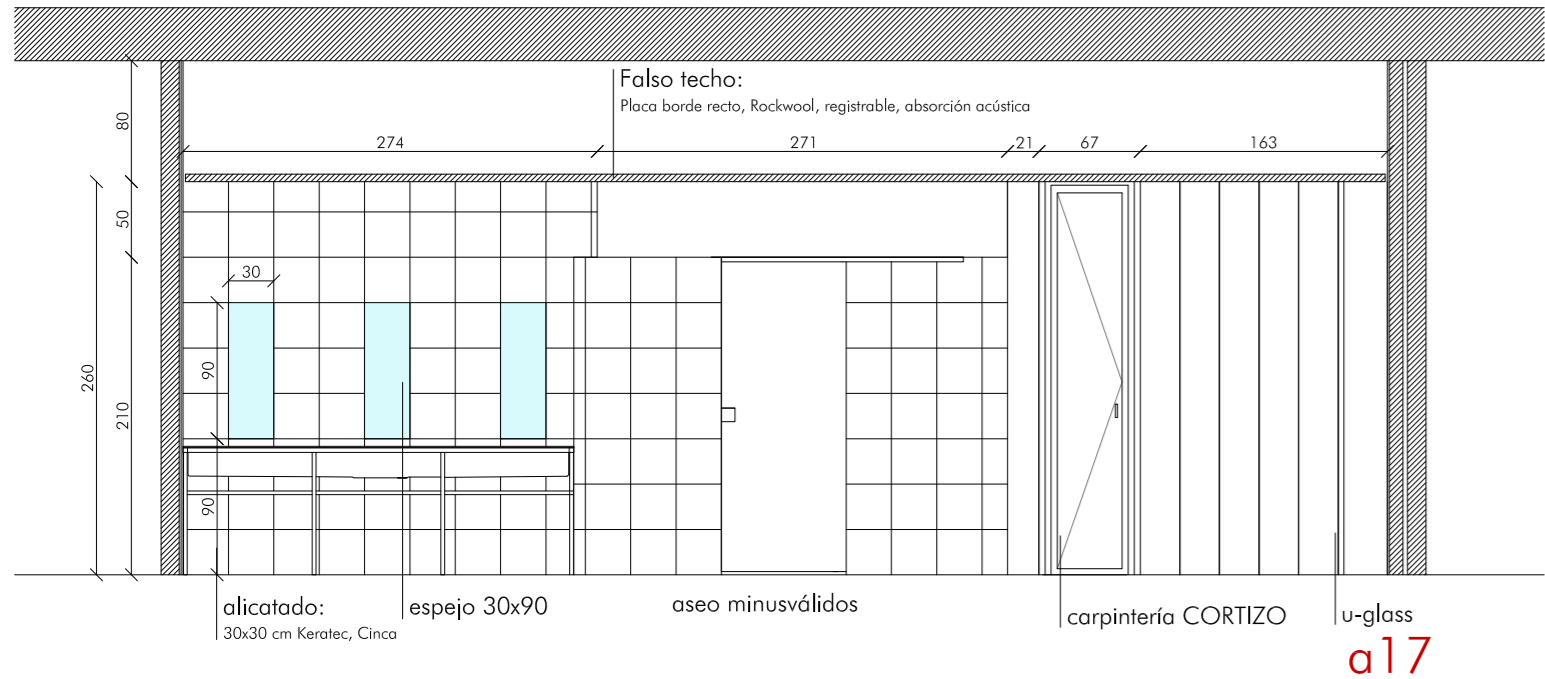 Falso techo:
Placa borde recto, Rockwool, registrable, absorción acústica
80
274
271
21
67
163
50
30
260
90
210
90
alicatado:
30x30 cm Keratec, Cinca
espejo 30x90
aseo minusválidos
carpintería CORTIZO
u-glass
a17